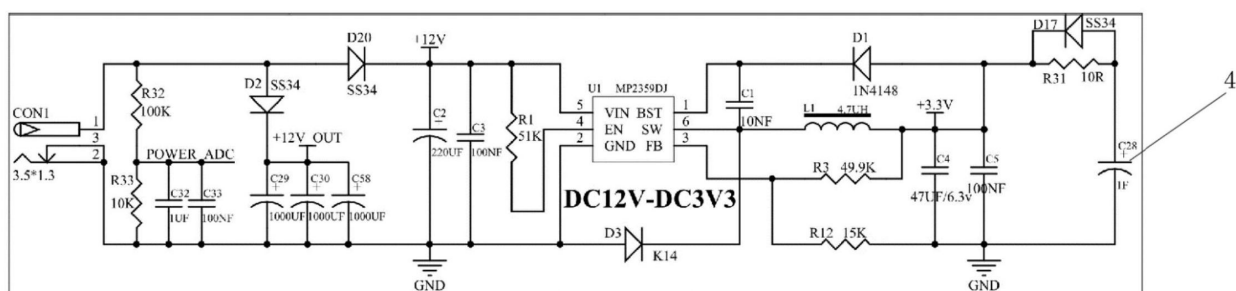 D17 SS34
D20 +12V D1
R31 10R
4
D2 SS34
SS34
U1 MP2359DJ
1N4148
R32
100K
CON1
1
3
2
3.5*1.3
+12V OUT
POWER_ADC
C2
220UF
C3
100NF
R1
51K
5 VIN BST 1
4 EN SW 6
2 GND FB 3
C1
10NF
L1 4.7UH
+3.3V
R33
10K
C32
1UF
C33
100NF
C29
1000UF
C30
1000UF
C58
1000UF
DC12V-DC3V3
R3 49.9K
C4
47UF/6.3v
C5
100NF
C28
1F
D3
K14
R12 15K
GND
GND